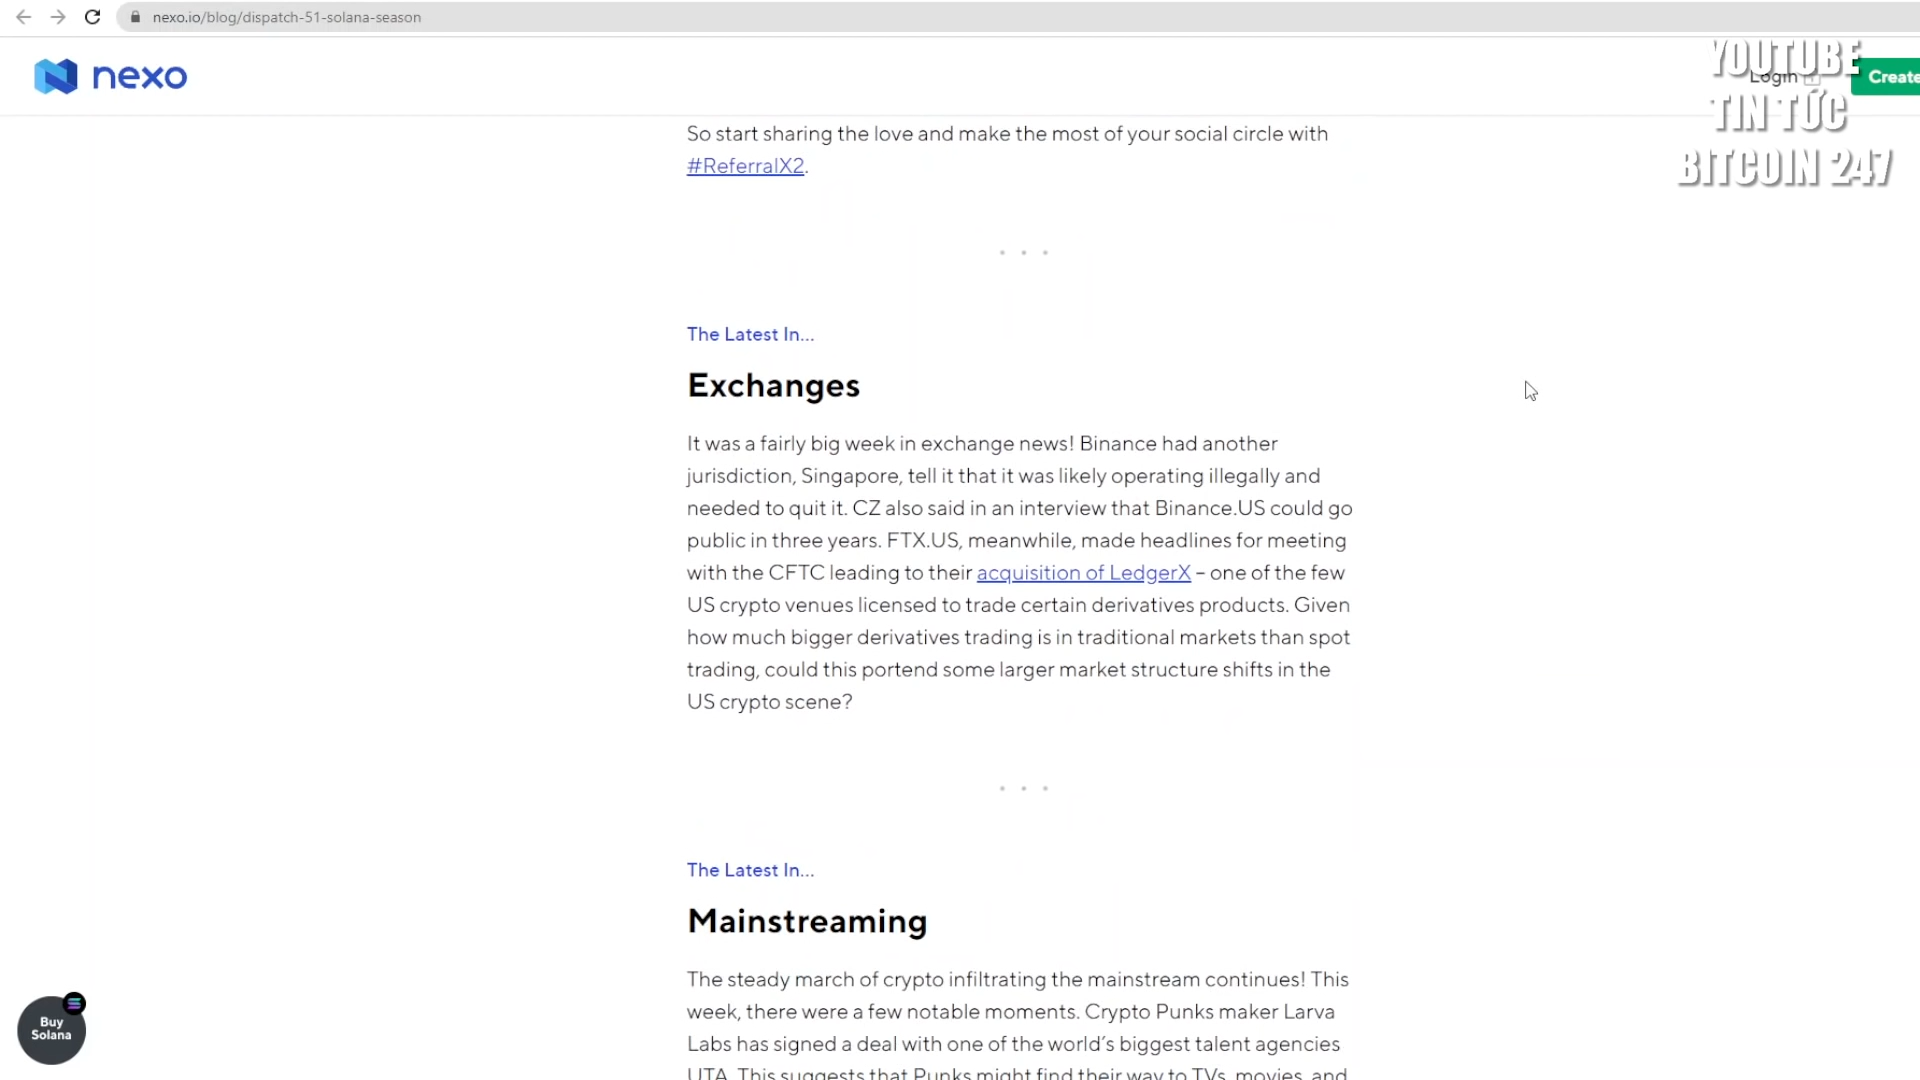 nexo.io/blog/dispatch-51-solana-season
nexo
Login
Create
YOUTUBE
TIN TỨC
BITCOIN 247
So start sharing the love and make the most of your social circle with
#ReferralX2.
The Latest In...
Exchanges
It was a fairly big week in exchange news! Binance had another
jurisdiction, Singapore, tell it that it was likely operating illegally and
needed to quit it. CZ also said in an interview that Binance.US could go
public in three years. FTX.US, meanwhile, made headlines for meeting
with the CFTC leading to their acquisition of LedgerX – one of the few
US crypto venues licensed to trade certain derivatives products. Given
how much bigger derivatives trading is in traditional markets than spot
trading, could this portend some larger market structure shifts in the
US crypto scene?
The Latest In...
Mainstreaming
The steady march of crypto infiltrating the mainstream continues! This
week, there were a few notable moments. Crypto Punks maker Larva
Labs has signed a deal with one of the world's biggest talent agencies
UTA. This suggests that Punks might find their way to TVs, movies, and
Buy
Solana